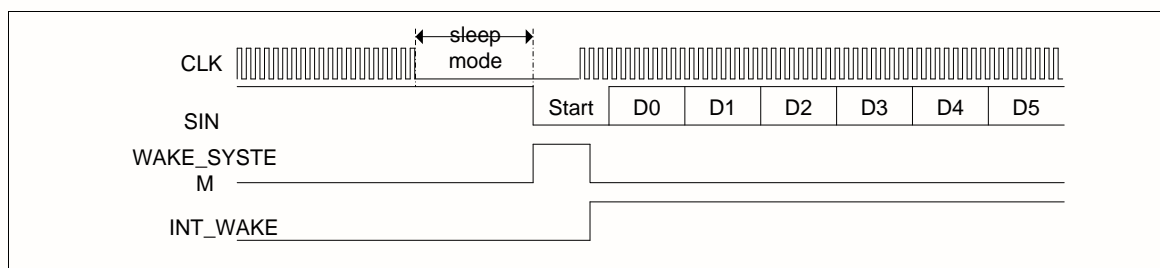 sleep
mode
CLK
SIN
Start D0 D1 D2 D3 D4 D5
WAKE_SYSTE
M
INT_WAKE